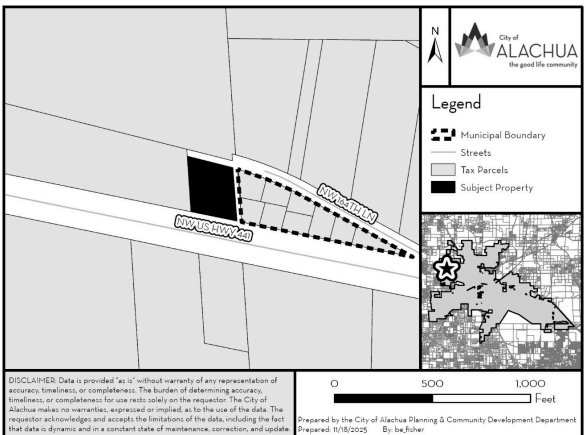 N
City of
ALACHUA
the good life community
Legend
Municipal Boundary
Streets
Tax Parcels
Subject Property
NW 164TH LN
NW US HWY 441
DISCLAIMER: Data is provided "as is" without warranty of any representation of
accuracy, timeliness, or completeness. The burden of determining accuracy,
timeliness, or completeness for use rests solely on the requestor. The City of
Alachua makes no warranties, expressed or implied, as to the use of the data. The
requestor acknowledges and accepts the limitations of the data, including the fact
that data is dynamic and in a constant state of maintenance, correction, and update.
0 500 1,000
Feet
Prepared by the City of Alachua Planning & Community Development Department
Prepared: 11/18/2025 By: be_fisher